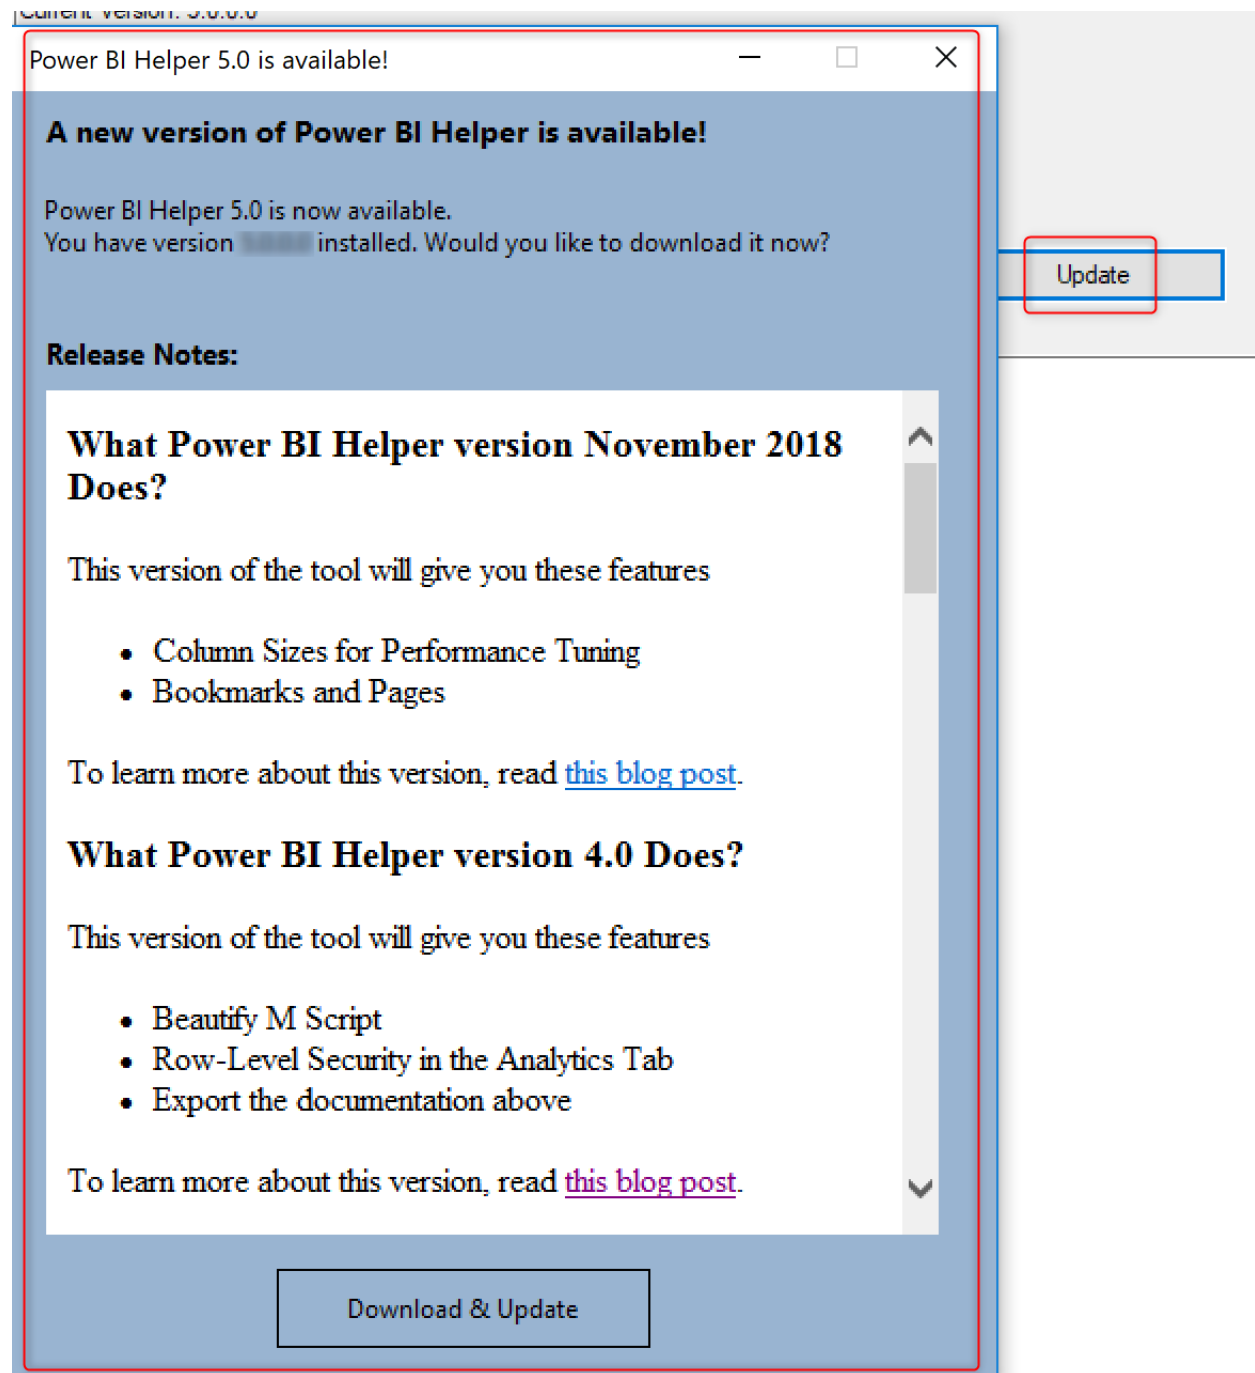 Current Version: 5.0.0.0
Power BI Helper 5.0 is available!
A new version of Power BI Helper is available!
Power BI Helper 5.0 is now available.
You have version installed. Would you like to download it now?
Update
Release Notes:
What Power BI Helper version November 2018
Does?
This version of the tool will give you these features
• Column Sizes for Performance Tuning
• Bookmarks and Pages
To learn more about this version, read this blog post.
What Power BI Helper version 4.0 Does?
This version of the tool will give you these features
• Beautify M Script
• Row-Level Security in the Analytics Tab
• Export the documentation above
To learn more about this version, read this blog post.
Download & Update